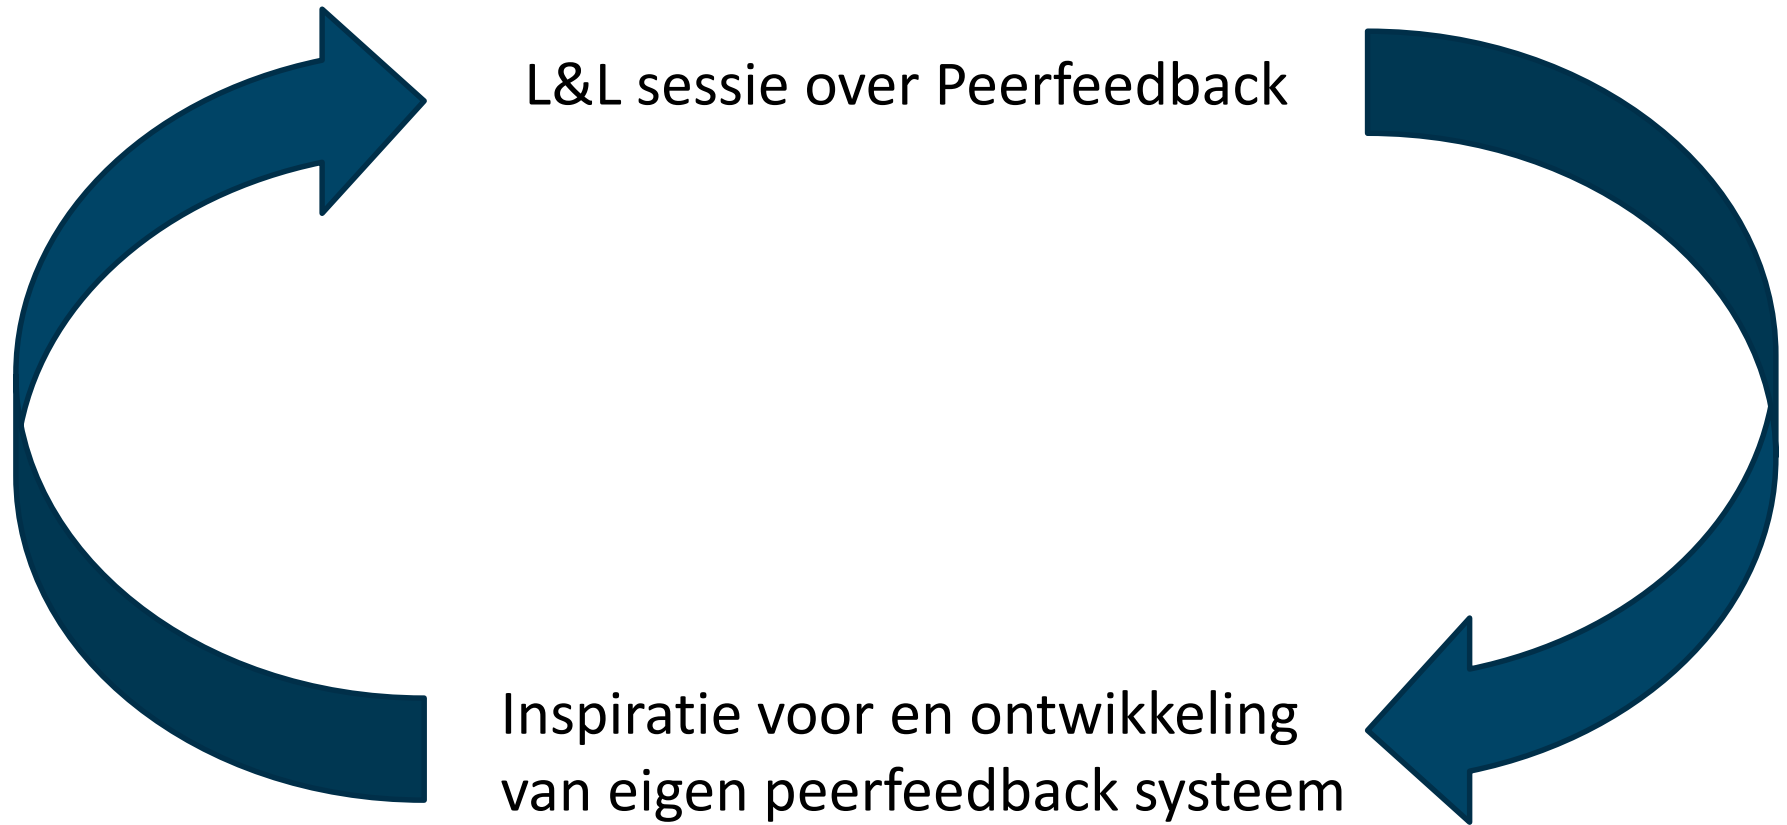 L&L sessie over Peerfeedback
Inspiratie voor en ontwikkeling
van eigen peerfeedback systeem